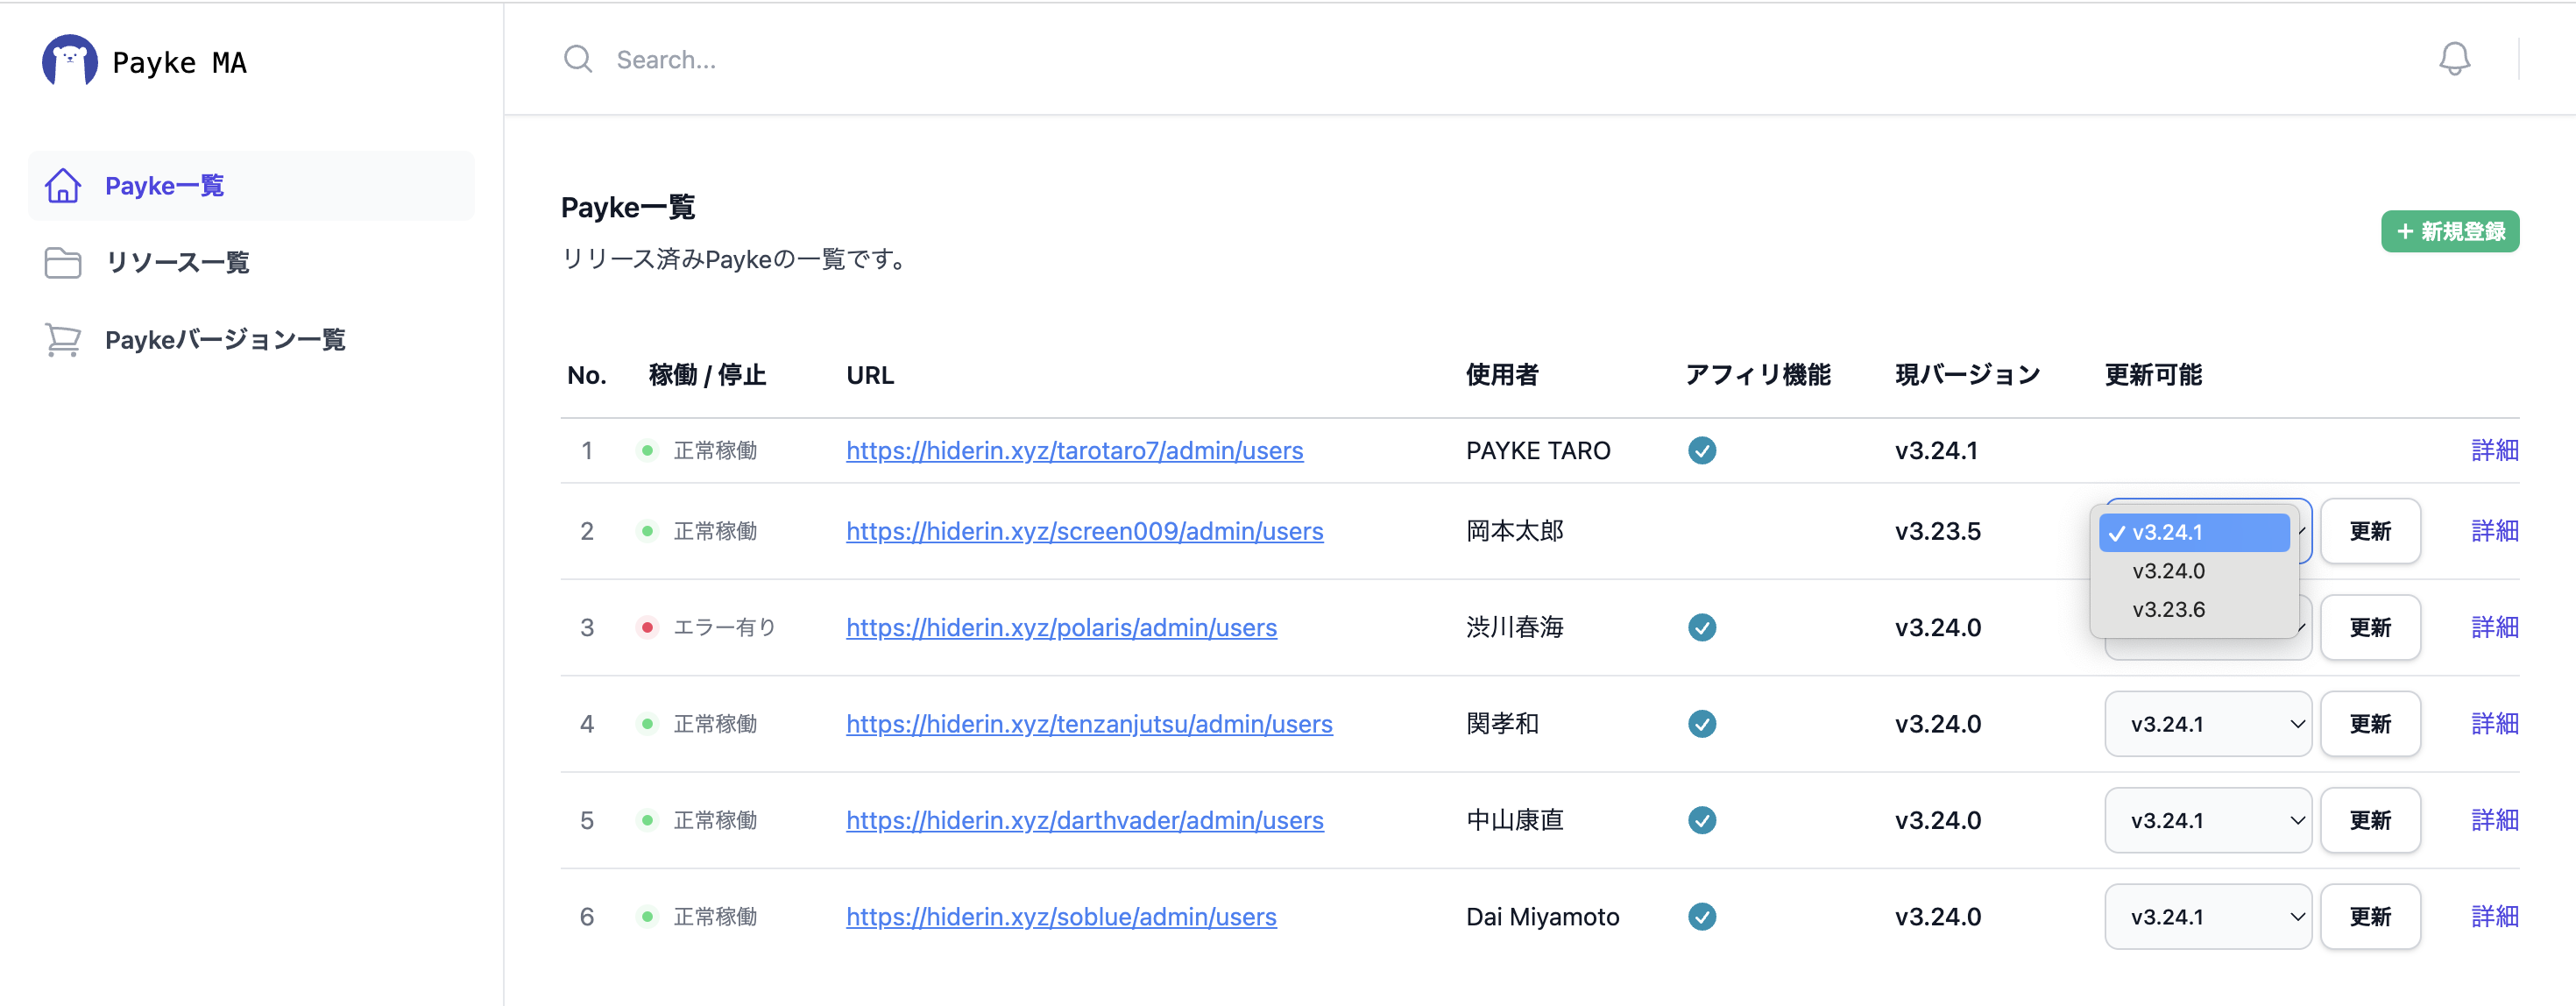 Payke MA
Search...
Payke一覧
リソース一覧
Paykeバージョン一覧
Payke一覧
リリース済みPaykeの一覧です。
+ 新規登録
No. 稼働 / 停止 URL 使用者 アフィリ機能 現バージョン 更新可能
1 正常稼働 https://hiderin.xyz/tarotaro7/admin/users PAYKE TARO v3.24.1 詳細
2 正常稼働 https://hiderin.xyz/screen009/admin/users 岡本太郎 v3.23.5 v3.24.1 更新 詳細
v3.24.0
v3.23.6
3 エラー有り https://hiderin.xyz/polaris/admin/users 渋川春海 v3.24.0 更新 詳細
4 正常稼働 https://hiderin.xyz/tenzanjutsu/admin/users 関孝和 v3.24.0 v3.24.1 更新 詳細
5 正常稼働 https://hiderin.xyz/darthvader/admin/users 中山康直 v3.24.0 v3.24.1 更新 詳細
6 正常稼働 https://hiderin.xyz/soblue/admin/users Dai Miyamoto v3.24.0 v3.24.1 更新 詳細